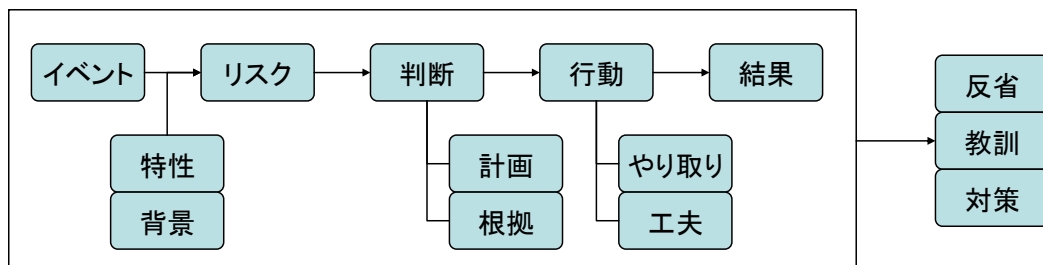 イベント
リスク
判断
行動
結果
特性
背景
計画
根拠
やり取り
工夫
反省
教訓
対策